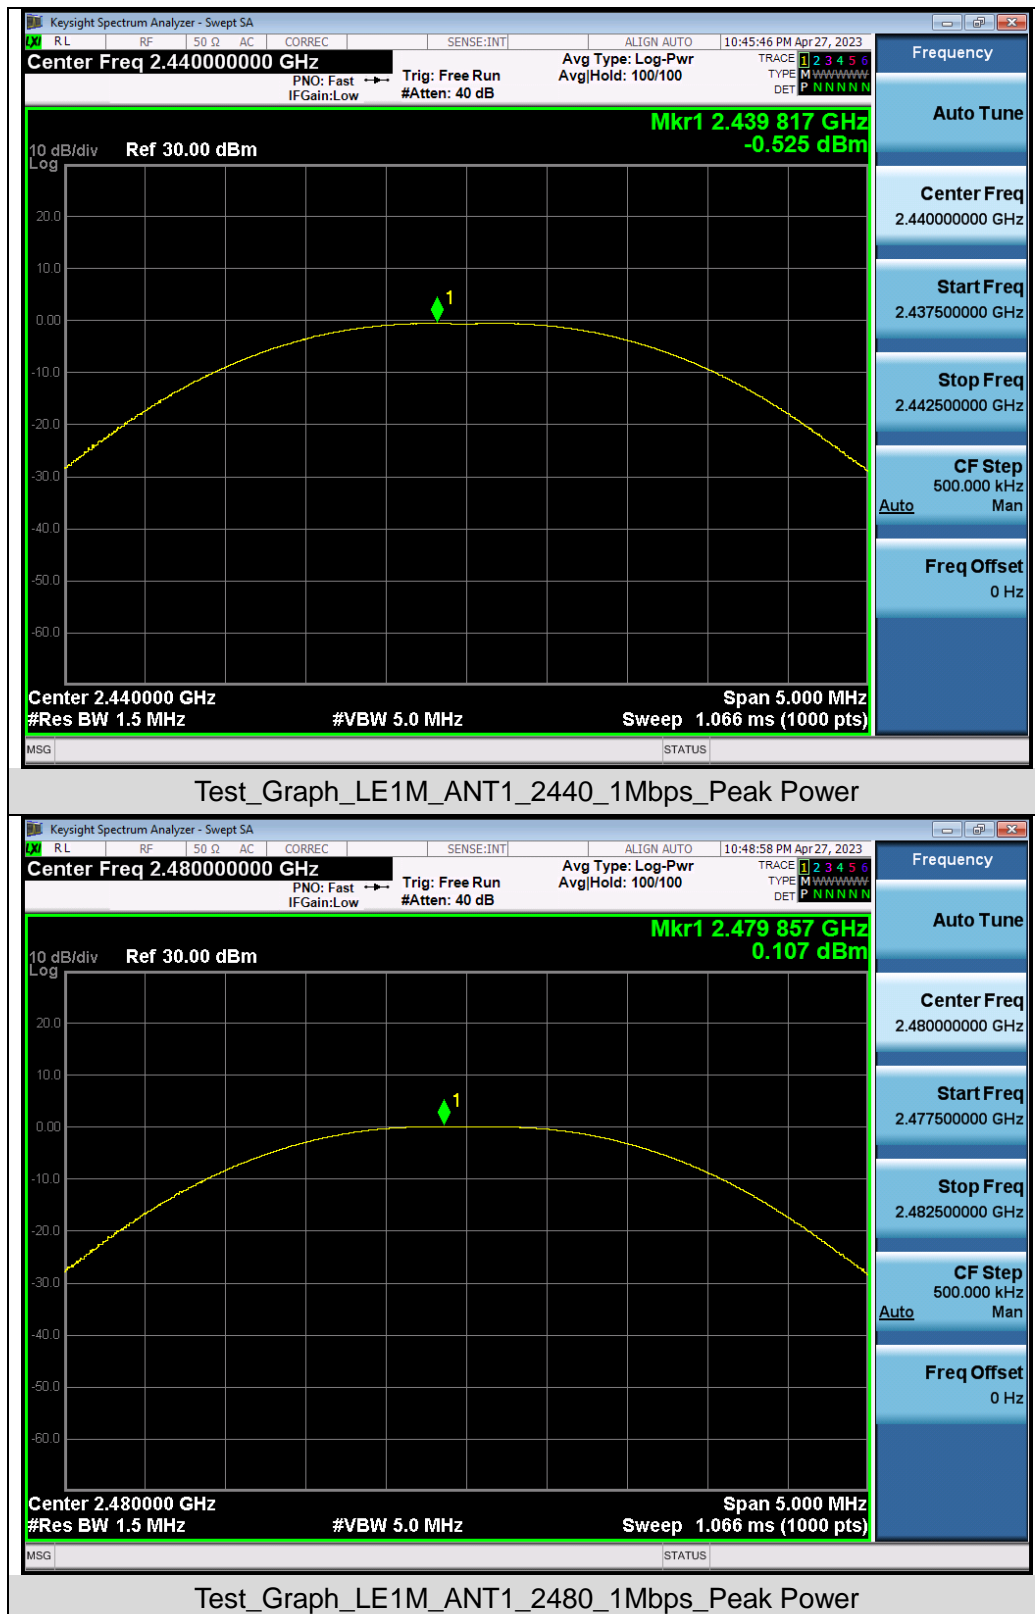 Keysight Spectrum Analyzer - Swept SA
LXI RL RF 50 Ω AC CORREC SENSE:INT ALIGN AUTO 10:45:46 PM Apr 27, 2023
Center Freq 2.440000000 GHz
PNO: Fast
IFGain:Low
Trig: Free Run
#Atten: 40 dB
Avg Type: Log-Pwr
Avg|Hold: 100/100
TRACE 1 2 3 4 5 6
TYPE M W W W W W
DET P N N N N N
Mkr1 2.439 817 GHz
-0.525 dBm
10 dB/div Ref 30.00 dBm
Log
20.0
10.0
0.00
-10.0
-20.0
-30.0
-40.0
-50.0
-60.0
1
Center 2.440000 GHz Span 5.000 MHz
#Res BW 1.5 MHz #VBW 5.0 MHz Sweep 1.066 ms (1000 pts)
MSG STATUS
Frequency
Auto Tune
Center Freq
2.440000000 GHz
Start Freq
2.437500000 GHz
Stop Freq
2.442500000 GHz
CF Step
500.000 kHz
Auto Man
Freq Offset
0 Hz
Test_Graph_LE1M_ANT1_2440_1Mbps_Peak Power
Keysight Spectrum Analyzer - Swept SA
LXI RL RF 50 Ω AC CORREC SENSE:INT ALIGN AUTO 10:48:58 PM Apr 27, 2023
Center Freq 2.480000000 GHz
PNO: Fast
IFGain:Low
Trig: Free Run
#Atten: 40 dB
Avg Type: Log-Pwr
Avg|Hold: 100/100
TRACE 1 2 3 4 5 6
TYPE M W W W W W
DET P N N N N N
Mkr1 2.479 857 GHz
0.107 dBm
10 dB/div Ref 30.00 dBm
Log
20.0
10.0
0.00
-10.0
-20.0
-30.0
-40.0
-50.0
-60.0
1
Center 2.480000 GHz Span 5.000 MHz
#Res BW 1.5 MHz #VBW 5.0 MHz Sweep 1.066 ms (1000 pts)
MSG STATUS
Frequency
Auto Tune
Center Freq
2.480000000 GHz
Start Freq
2.477500000 GHz
Stop Freq
2.482500000 GHz
CF Step
500.000 kHz
Auto Man
Freq Offset
0 Hz
Test_Graph_LE1M_ANT1_2480_1Mbps_Peak Power